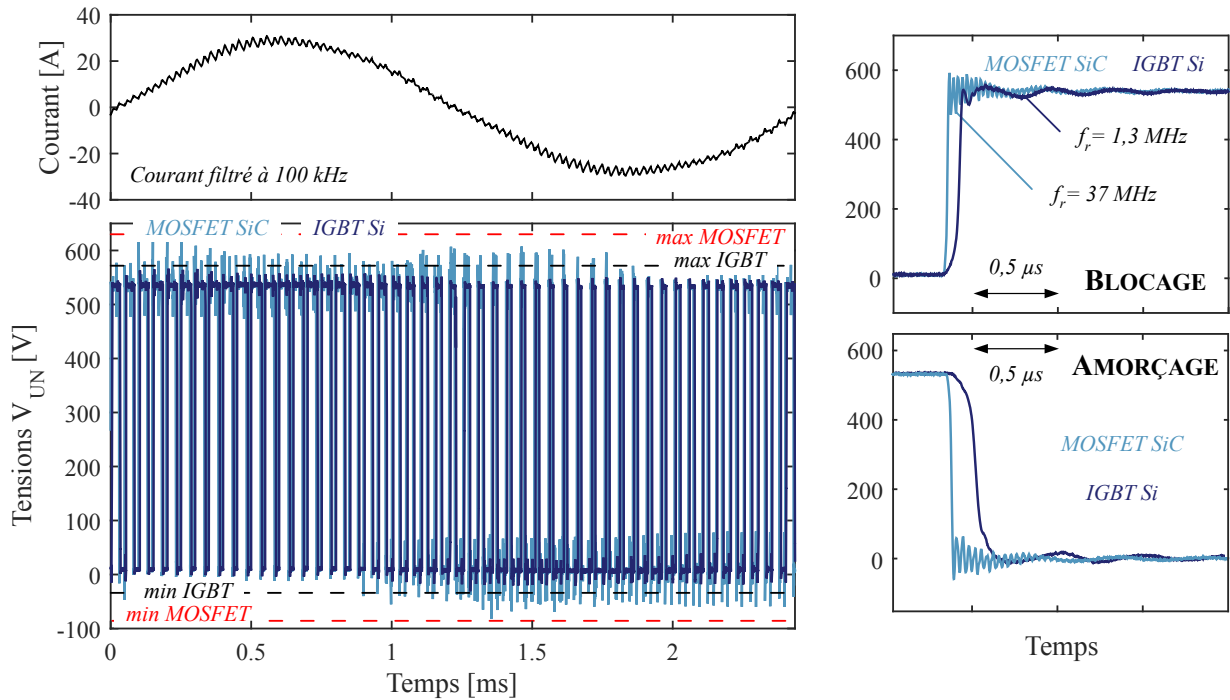 40
20
0
-20
-40
Courant [A]
Courant filtré à 100 kHz
MOSFET SiC IGBT Si
max MOSFET
max IGBT
600
500
400
300
200
100
0
-100
Tensions V_UN [V]
min IGBT
min MOSFET
0 0.5 1 1.5 2
Temps [ms]
600
400
200
0
MOSFET SiC IGBT Si
f_r = 1,3 MHz
f_r = 37 MHz
0,5 µs
BLOCAGE
600
400
200
0
0,5 µs
AMORÇAGE
MOSFET SiC
IGBT Si
Temps